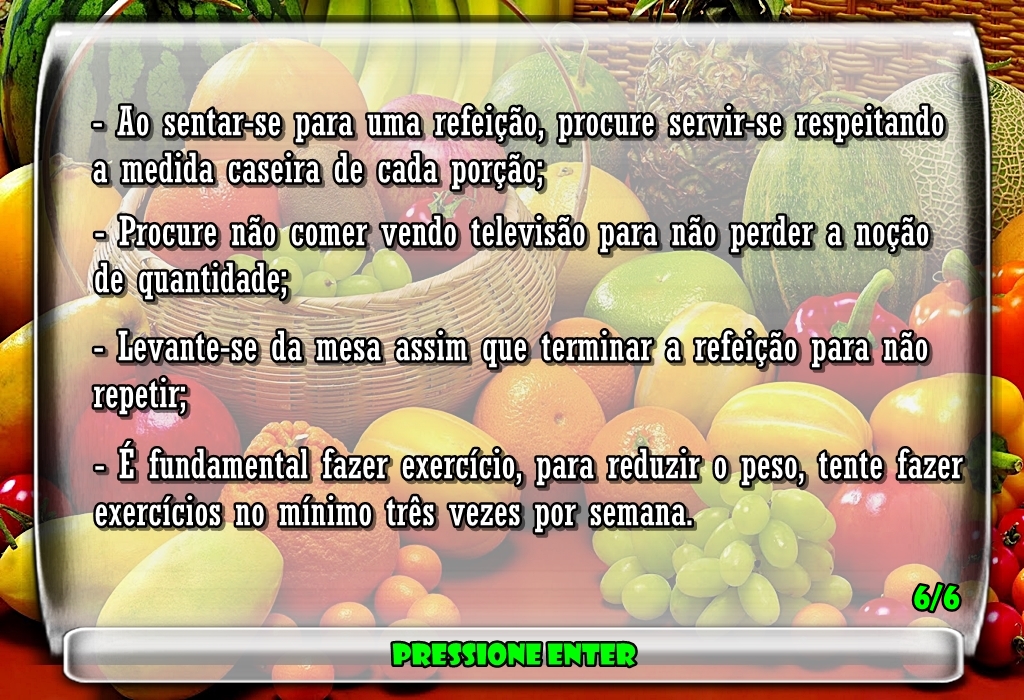 - Ao sentar-se para uma refeição, procure servir-se respeitando
a medida caseira de cada porção;
- Procure não comer vendo televisão para não perder a noção
de quantidade;
- Levante-se da mesa assim que terminar a refeição para não
repetir;
- É fundamental fazer exercício, para reduzir o peso, tente fazer
exercícios no mínimo três vezes por semana.
6/6
PRESSIONE ENTER